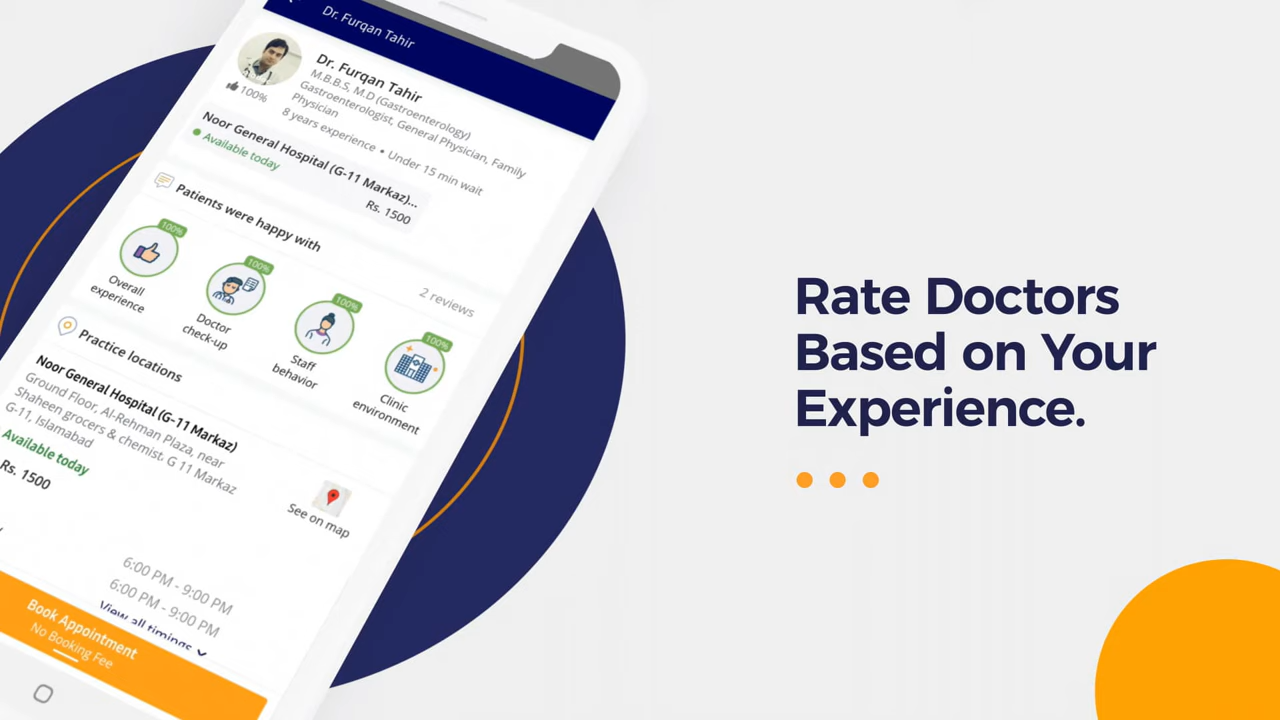 Dr. Furqan Tahir
Dr. Furqan Tahir
M.B.B.S, M.D (Gastroenterology)
Gastroenterologist, General Physician, Family
Physician
100%
8 years experience • Under 15 min wait
Noor General Hospital (G-11 Markaz)...
Available today
Rs. 1500
Patients were happy with
2 reviews
100%
100%
100%
100%
Overall
experience
Doctor
check-up
Staff
behavior
Clinic
environment
Practice locations
Noor General Hospital (G-11 Markaz)
Ground Floor, Al-Rehman Plaza, near
Shaheen grocers & chemist. G 11 Markaz
G-11, Islamabad
Available today
Rs. 1500
See on map
6:00 PM - 9:00 PM
6:00 PM - 9:00 PM
View all timings
Book Appointment
No Booking Fee
Rate Doctors
Based on Your
Experience.